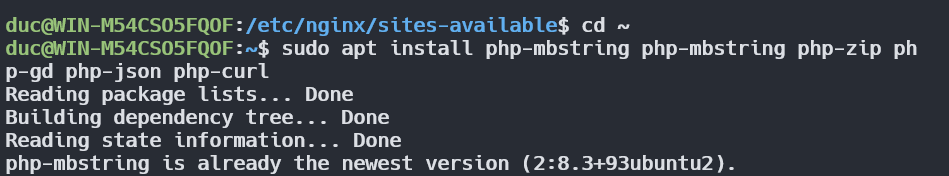 duc@WIN-M54CSO5FQOF:/etc/nginx/sites-available$ cd ~
duc@WIN-M54CSO5FQOF:~$ sudo apt install php-mbstring php-mbstring php-zip ph
p-gd php-json php-curl
Reading package lists... Done
Building dependency tree... Done
Reading state information... Done
php-mbstring is already the newest version (2:8.3+93ubuntu2).